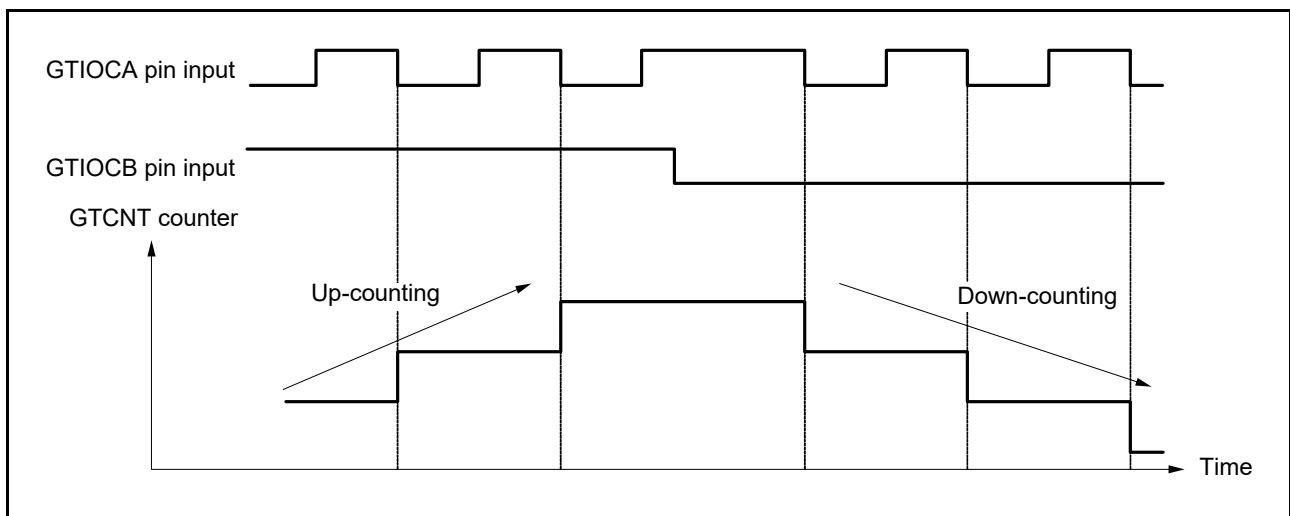 GTIOCA pin input
GTIOCB pin input
GTCNT counter
Up-counting
Down-counting
Time